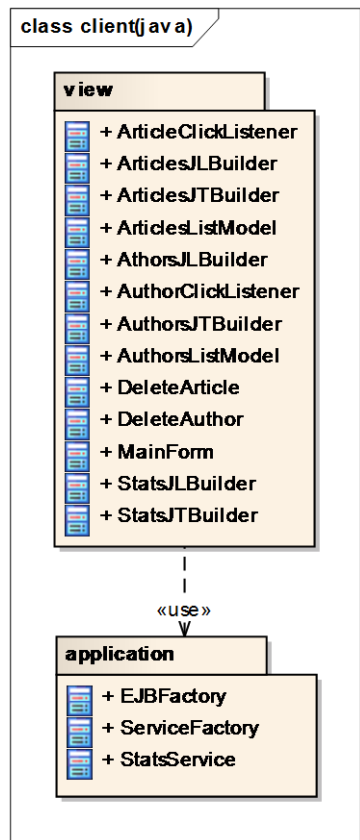 class client(java)
view
+ ArticleClickListener
+ ArticlesJLBuilder
+ ArticlesJTBuilder
+ ArticlesListModel
+ AthorsJLBuilder
+ AuthorClickListener
+ AuthorsJTBuilder
+ AuthorsListModel
+ DeleteArticle
+ DeleteAuthor
+ MainForm
+ StatsJLBuilder
+ StatsJTBuilder
«use»
application
+ EJBFactory
+ ServiceFactory
+ StatsService